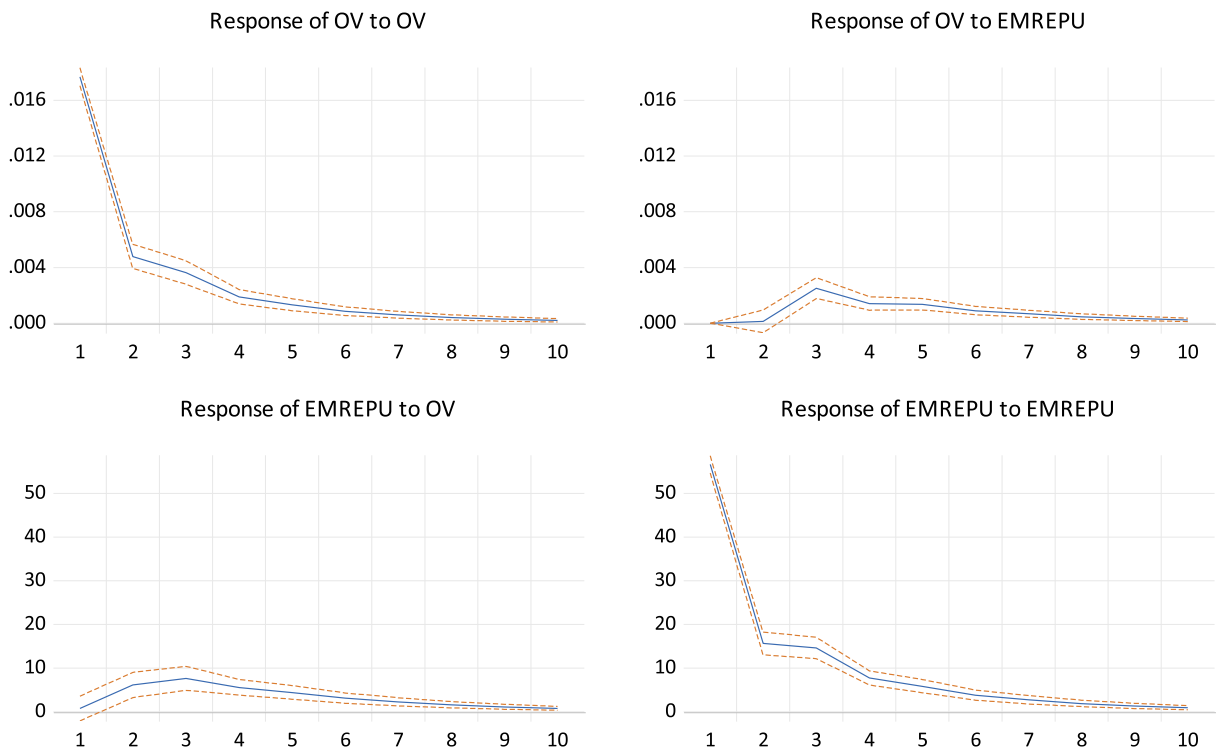 Response of OV to OV
.016
.012
.008
.004
.000
1 2 3 4 5 6 7 8 9 10
Response of OV to EMREPU
.016
.012
.008
.004
.000
1 2 3 4 5 6 7 8 9 10
Response of EMREPU to OV
50
40
30
20
10
0
1 2 3 4 5 6 7 8 9 10
Response of EMREPU to EMREPU
50
40
30
20
10
0
1 2 3 4 5 6 7 8 9 10